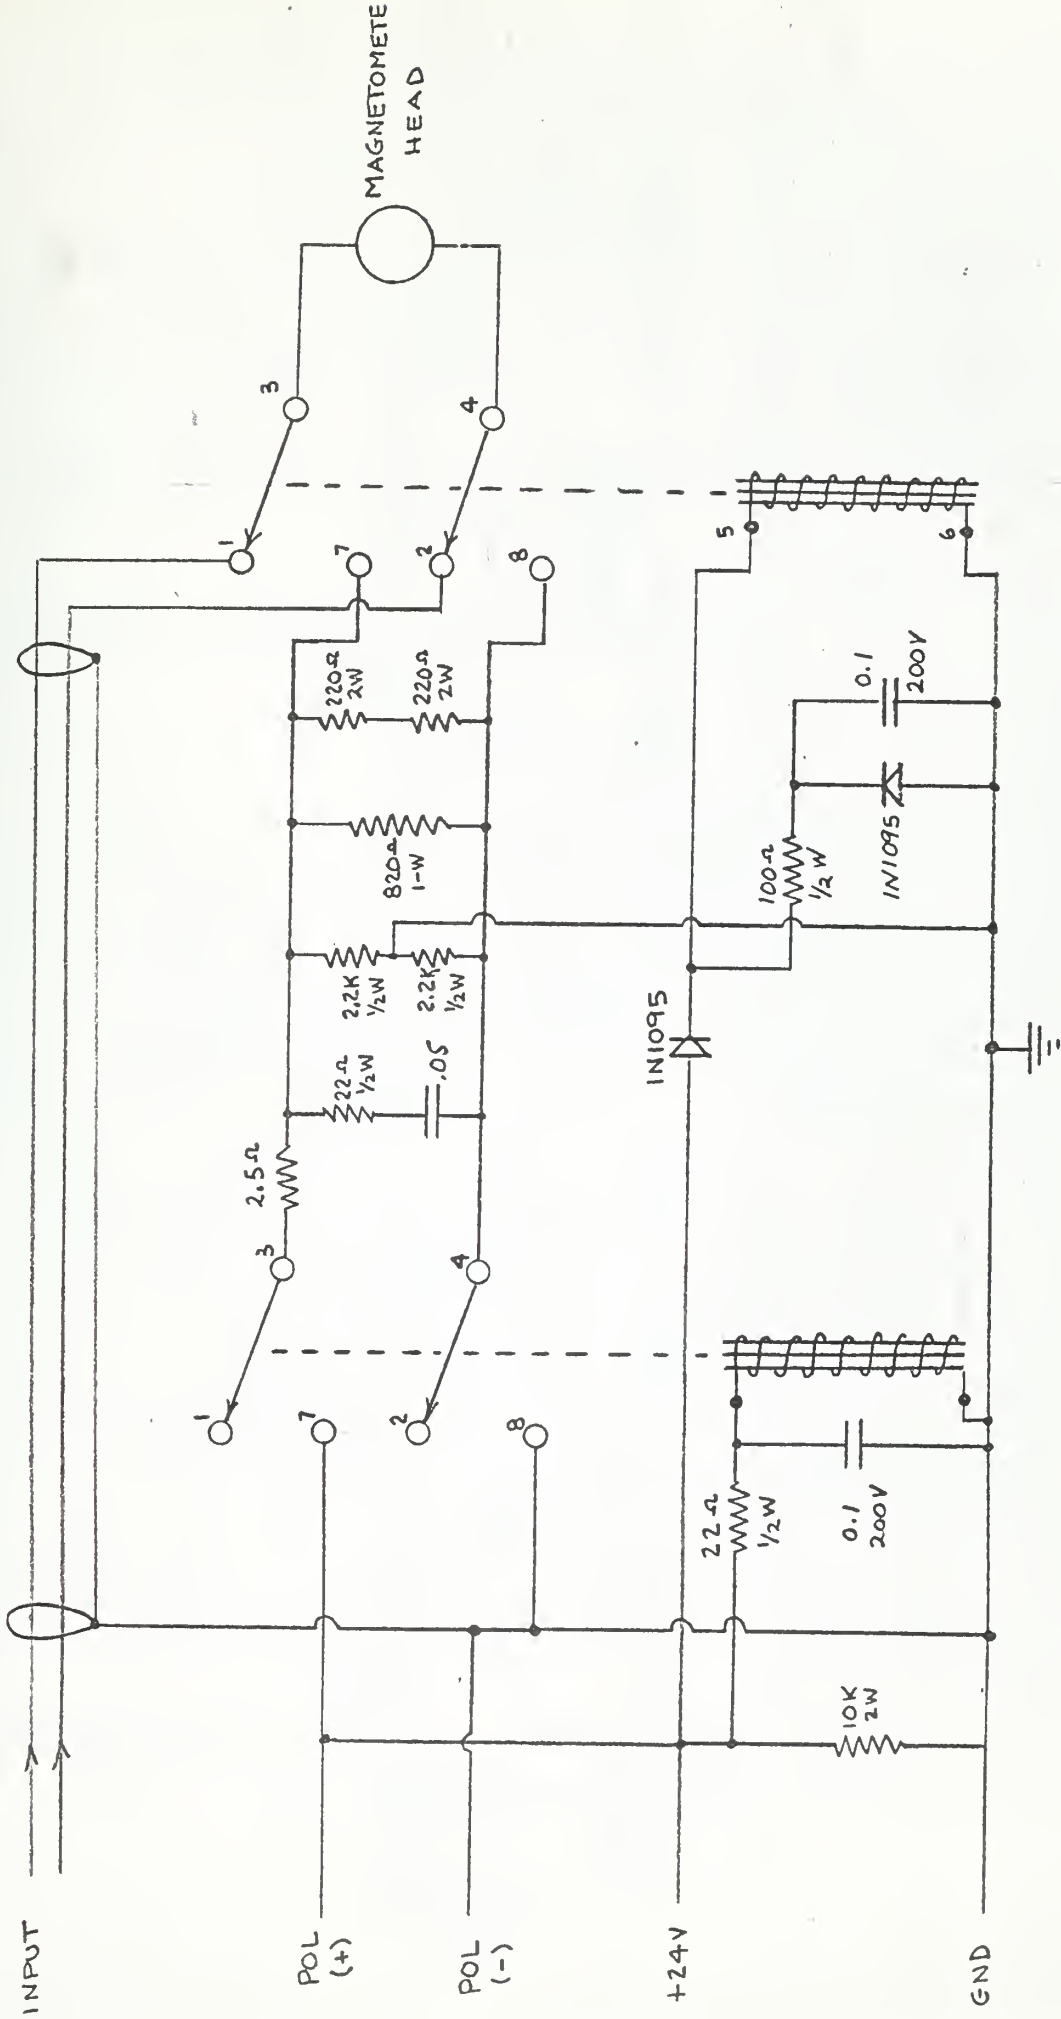 INPUT
POL
(+)
POL
(-)
+24V
GND
1
7
2
8
3
4
2.5Ω
22Ω
½W
.05
2.2K
½W
2.2K
½W
820Ω
1-W
220Ω
2W
220Ω
2W
1
7
2
8
3
4
MAGNETOMETE
HEAD
10K
2W
22Ω
½W
0.1
200V
IN1095
100Ω
½W
IN1095
0.1
200V
5
6